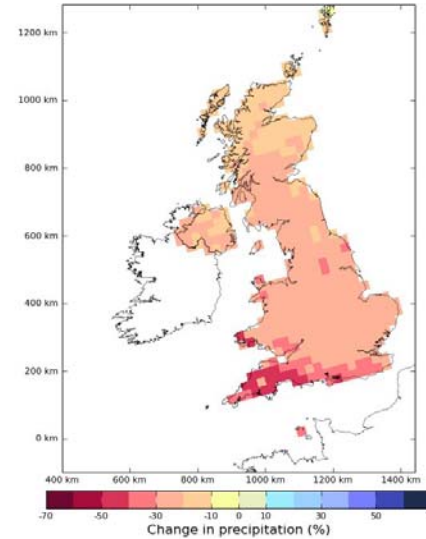 1200 km
1000 km
800 km
600 km
400 km
200 km
0 km
400 km 600 km 800 km 1000 km 1200 km 1400 km
-70 -50 -30 -10 0 10 30 50
Change in precipitation (%)